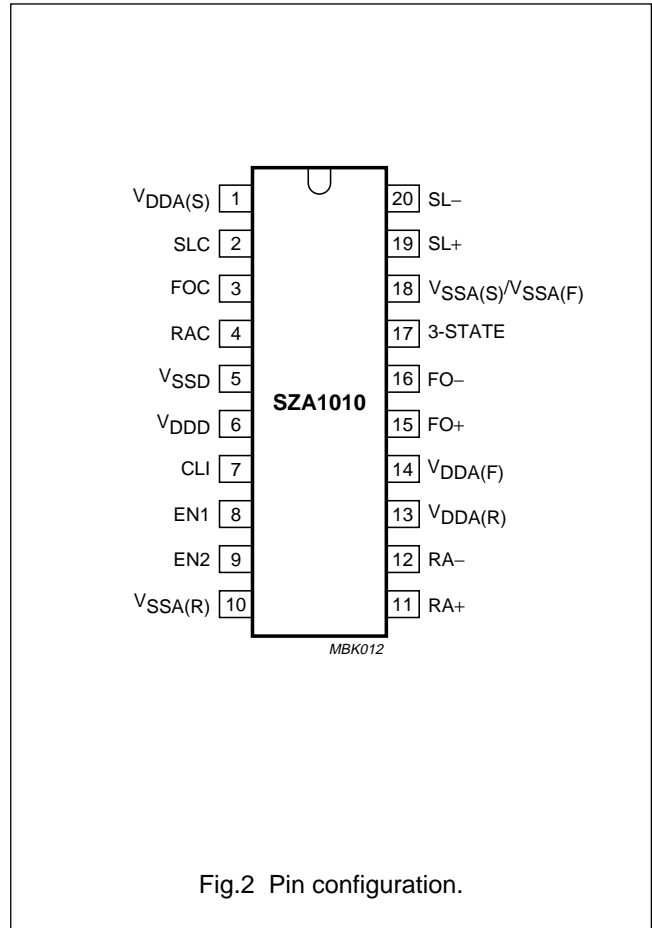 V_DDA(S) 1
SLC 2
FOC 3
RAC 4
V_SSD 5
V_DDD 6
CLI 7
EN1 8
EN2 9
V_SSA(R) 10
SZA1010
20 SL−
19 SL+
18 V_SSA(S)/V_SSA(F)
17 3-STATE
16 FO−
15 FO+
14 V_DDA(F)
13 V_DDA(R)
12 RA−
11 RA+
MBK012
Fig.2 Pin configuration.